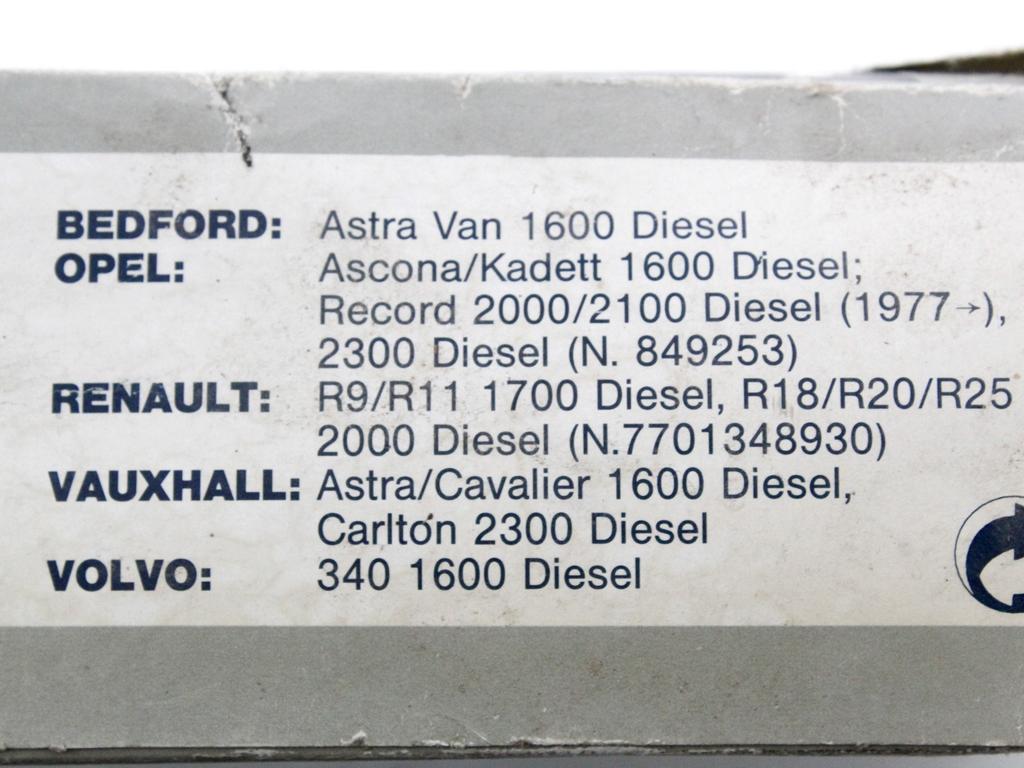 BEDFORD: Astra Van 1600 Diesel
OPEL: Ascona/Kadett 1600 Diesel;
Record 2000/2100 Diesel (1977→),
2300 Diesel (N. 849253)
RENAULT: R9/R11 1700 Diesel, R18/R20/R25
2000 Diesel (N.7701348930)
VAUXHALL: Astra/Cavalier 1600 Diesel,
Carlton 2300 Diesel
VOLVO: 340 1600 Diesel